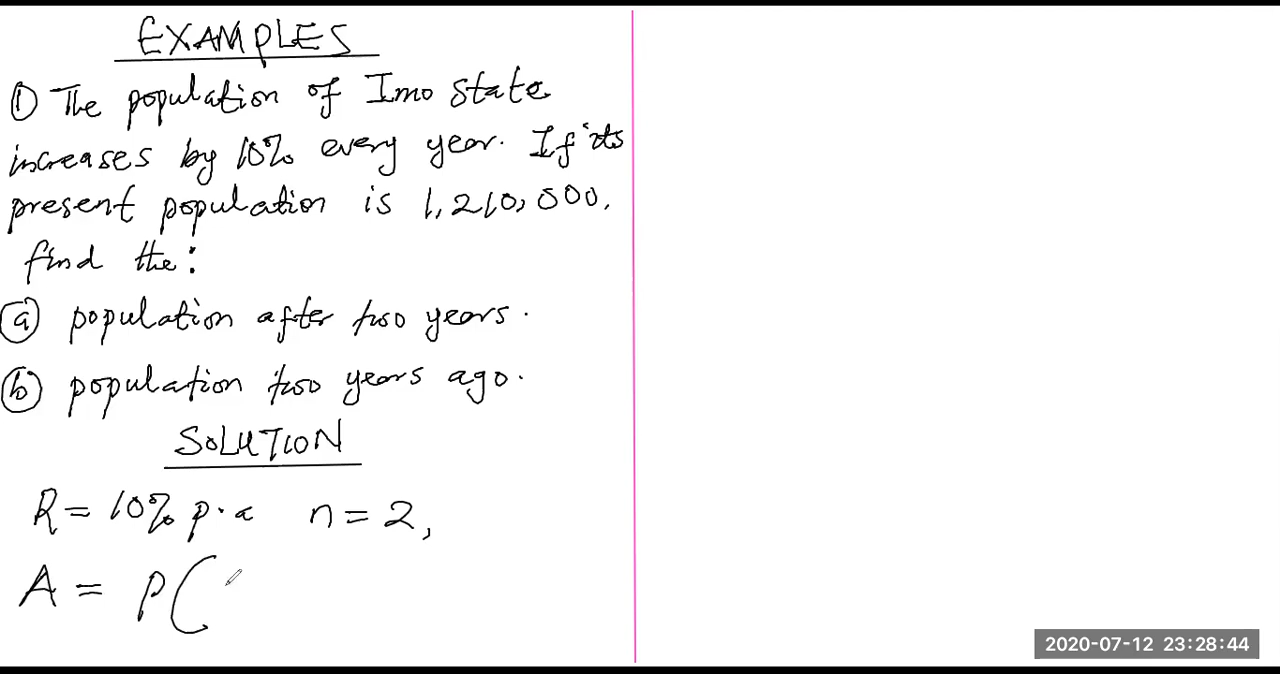 EXAMPLES
① The population of Imo State
increases by 10% every year. If its
present population is 1,210,000,
find the:
ⓐ population after two years.
ⓑ population two years ago.
SOLUTION
R = 10% p.a n = 2,
A = P(
2020-07-12 23:28:44